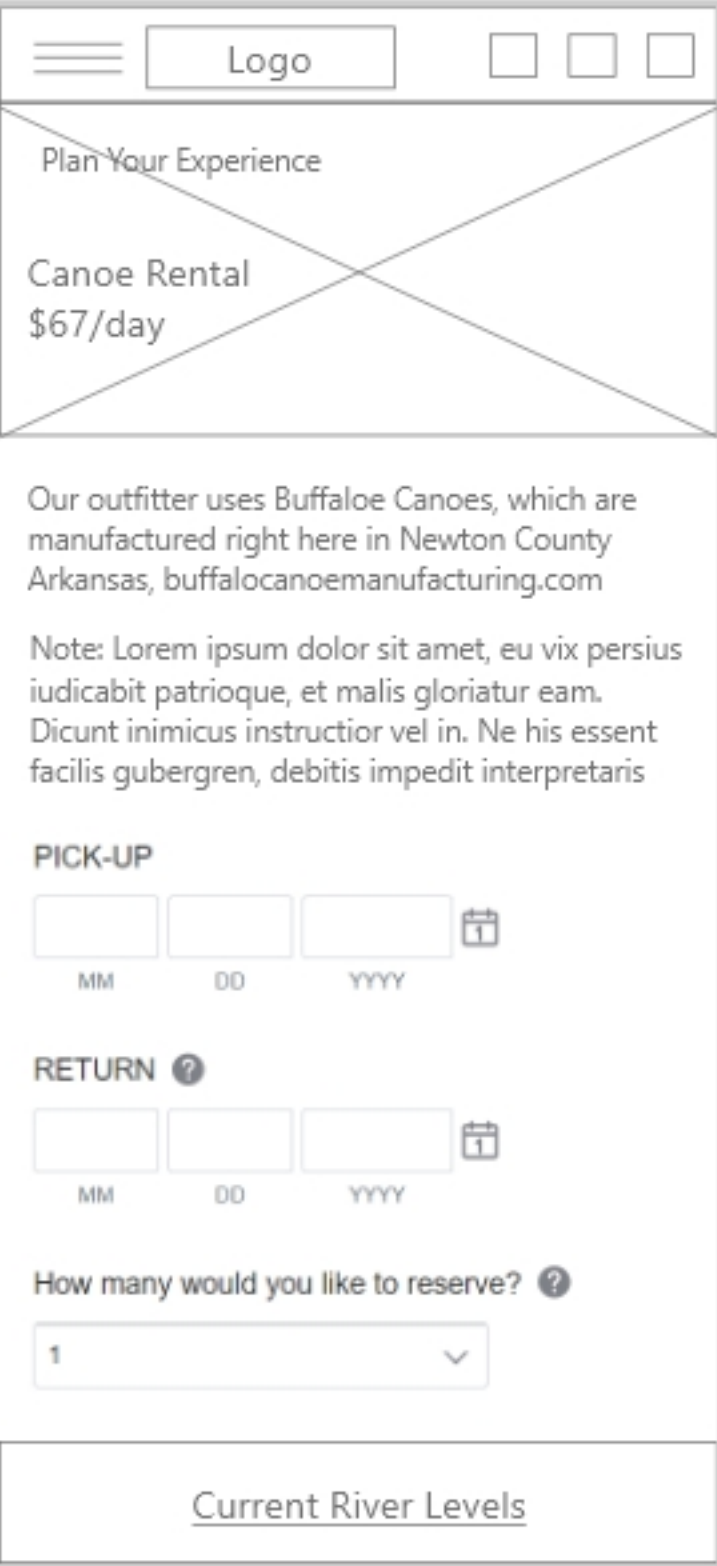 Logo
Plan Your Experience
Canoe Rental
$67/day
Our outfitter uses Buffaloe Canoes, which are
manufactured right here in Newton County
Arkansas, buffalocanoemanufacturing.com
Note: Lorem ipsum dolor sit amet, eu vix persius
iudicabit patrioque, et malis gloriatur eam.
Dicunt inimicus instructior vel in. Ne his essent
facilis gubergren, debitis impedit interpretaris
PICK-UP
1
MM DD YYYY
RETURN ?
1
MM DD YYYY
How many would you like to reserve? ?
1
Current River Levels